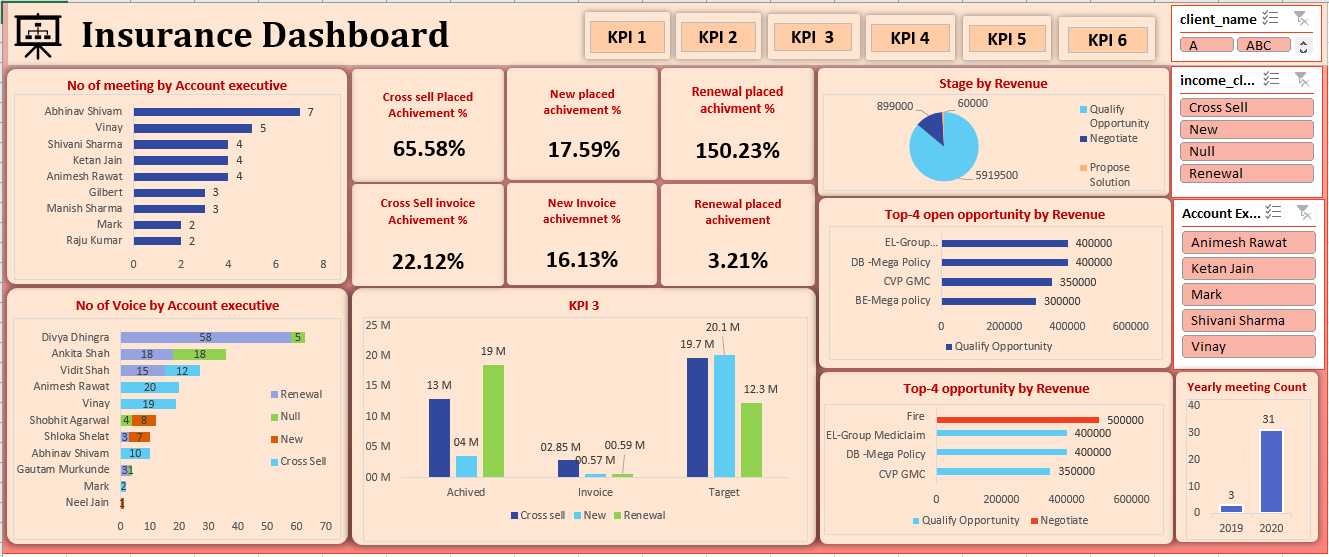 Insurance Dashboard
KPI 1
KPI 2
KPI 3
KPI 4
KPI 5
KPI 6
client_name
A
ABC
income_cl...
Cross Sell
New
Null
Renewal
Account Ex...
Animesh Rawat
Ketan Jain
Mark
Shivani Sharma
Vinay
No of meeting by Account executive
Abhinav Shivam 7
Vinay 5
Shivani Sharma 4
Ketan Jain 4
Animesh Rawat 4
Gilbert 3
Manish Sharma 3
Mark 2
Raju Kumar 2
0 2 4 6 8
Cross sell Placed
Achivement %
65.58%
New placed
achivement %
17.59%
Renewal placed
achivment %
150.23%
Cross Sell invoice
Achivement %
22.12%
New Invoice
achivemnet %
16.13%
Renewal placed
achivement
3.21%
Stage by Revenue
899000
60000
5919500
Qualify
Opportunity
Negotiate
Propose
Solution
Top-4 open opportunity by Revenue
EL-Group... 400000
DB -Mega Policy 400000
CVP GMC 350000
BE-Mega policy 300000
0 200000 400000 600000
Qualify Opportunity
No of Voice by Account executive
Divya Dhingra 58 5
Ankita Shah 18 18
Vidit Shah 15 12
Animesh Rawat 20
Vinay 19
Shobhit Agarwal 4 8
Shloka Shelat 3 7
Abhinav Shivam 10
Gautam Murkunde 3 1
Mark 2
Neel Jain 1
0 10 20 30 40 50 60 70
Renewal
Null
New
Cross Sell
KPI 3
25 M
20 M
15 M
10 M
05 M
00 M
13 M
04 M
19 M
02.85 M
00.57 M
00.59 M
19.7 M
20.1 M
12.3 M
Achived Invoice Target
Cross sell New Renewal
Top-4 opportunity by Revenue
Fire 500000
EL-Group Mediclaim 400000
DB -Mega Policy 400000
CVP GMC 350000
0 200000 400000 600000
Qualify Opportunity Negotiate
Yearly meeting Count
40
30
20
10
0
3
31
2019 2020